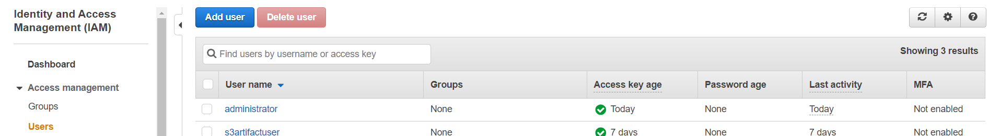 Identity and Access
Management (IAM)
Dashboard
Access management
Groups
Users
Add user
Delete user
Find users by username or access key
Showing 3 results
User name Groups Access key age Password age Last activity MFA
administrator None Today None Today Not enabled
s3artifactuser None 7 days None 7 days Not enabled